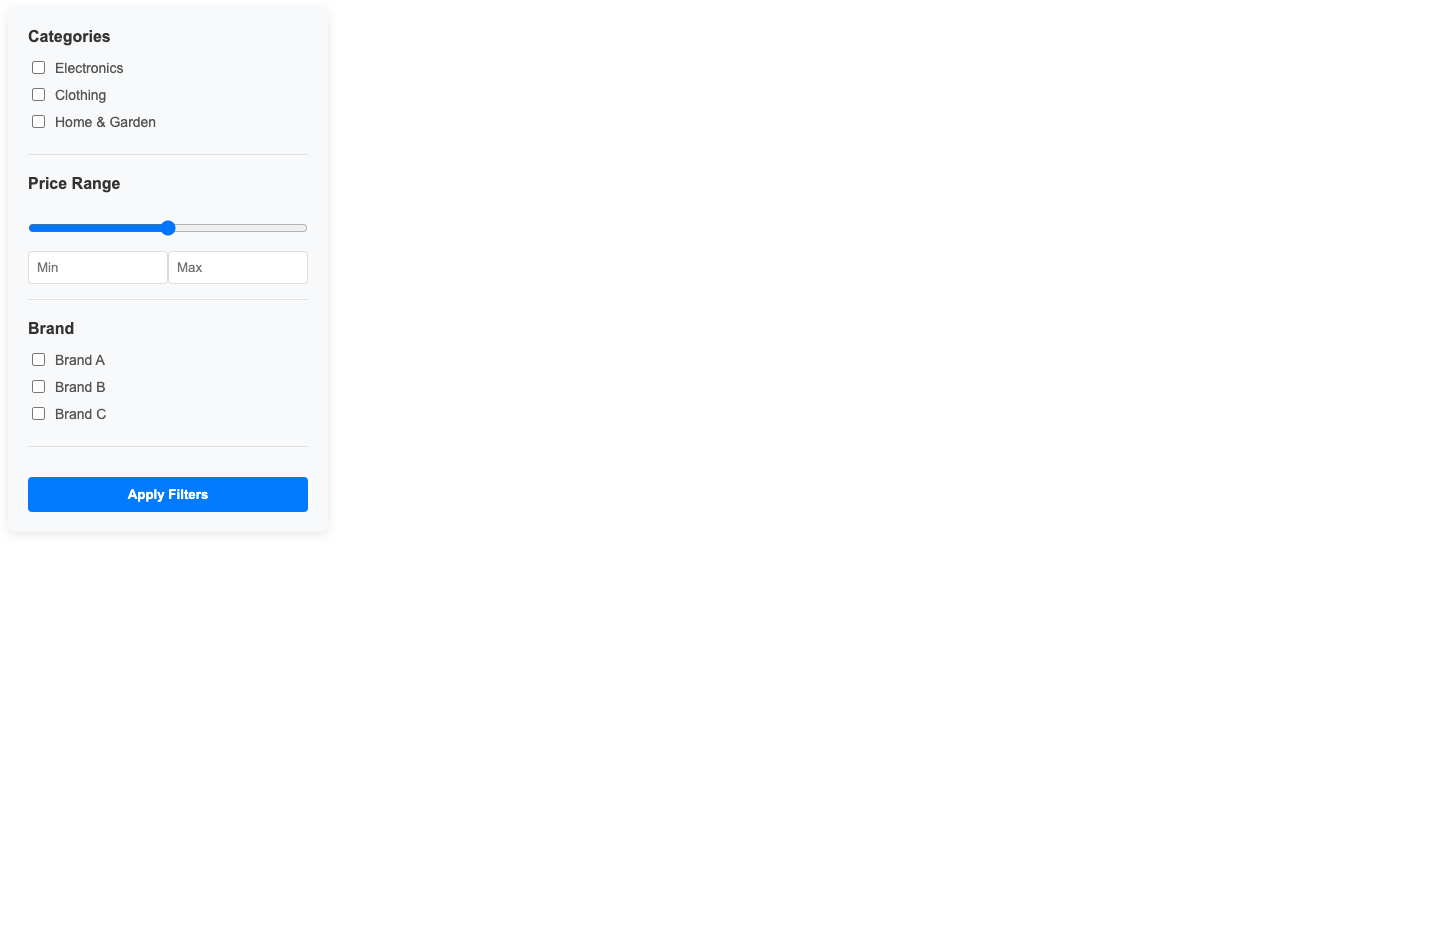 Categories
Electronics
Clothing
Home & Garden
Price Range
Min Max
Brand
Brand A
Brand B
Brand C
Apply Filters